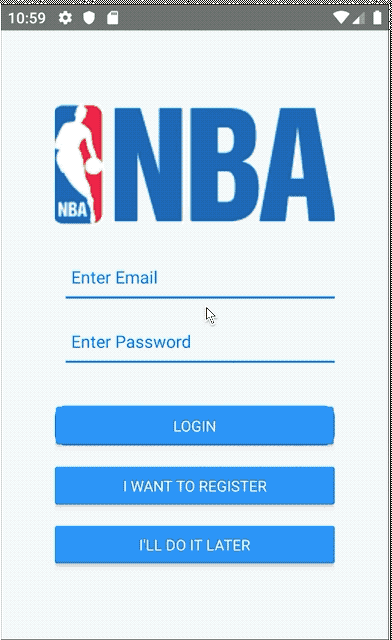 10:59
NBA
NBA
Enter Email
Enter Password
LOGIN
I WANT TO REGISTER
I'LL DO IT LATER